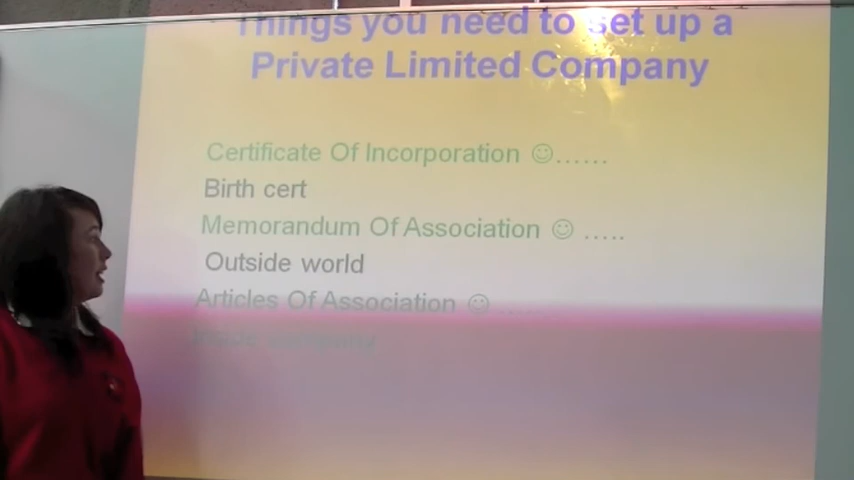 Things you need to set up a
Private Limited Company
Certificate Of Incorporation ☺......
Birth cert
Memorandum Of Association ☺ .....
Outside world
Articles Of Association ☺ ....